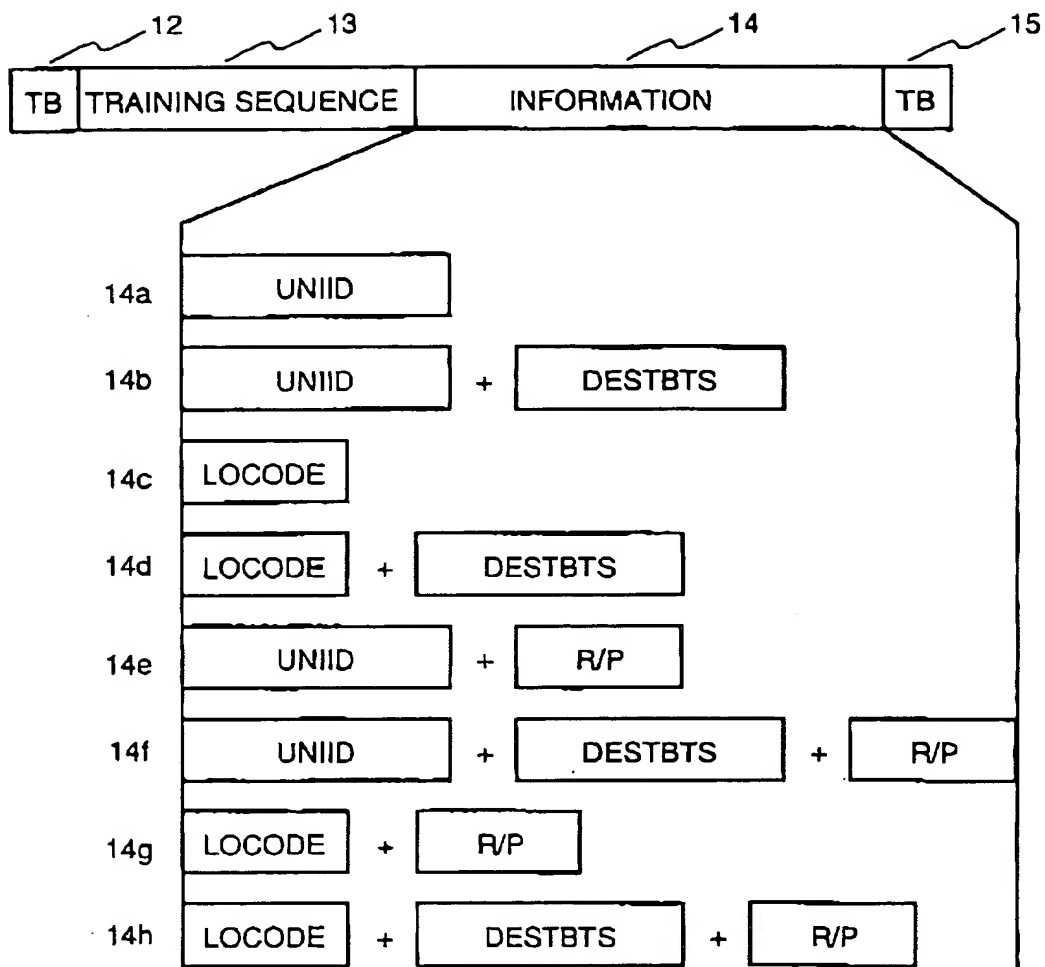 12 13 14 15
TB TRAINING SEQUENCE INFORMATION TB
14a UNIID
14b UNIID + DESTBTS
14c LOCODE
14d LOCODE + DESTBTS
14e UNIID + R/P
14f UNIID + DESTBTS + R/P
14g LOCODE + R/P
14h LOCODE + DESTBTS + R/P